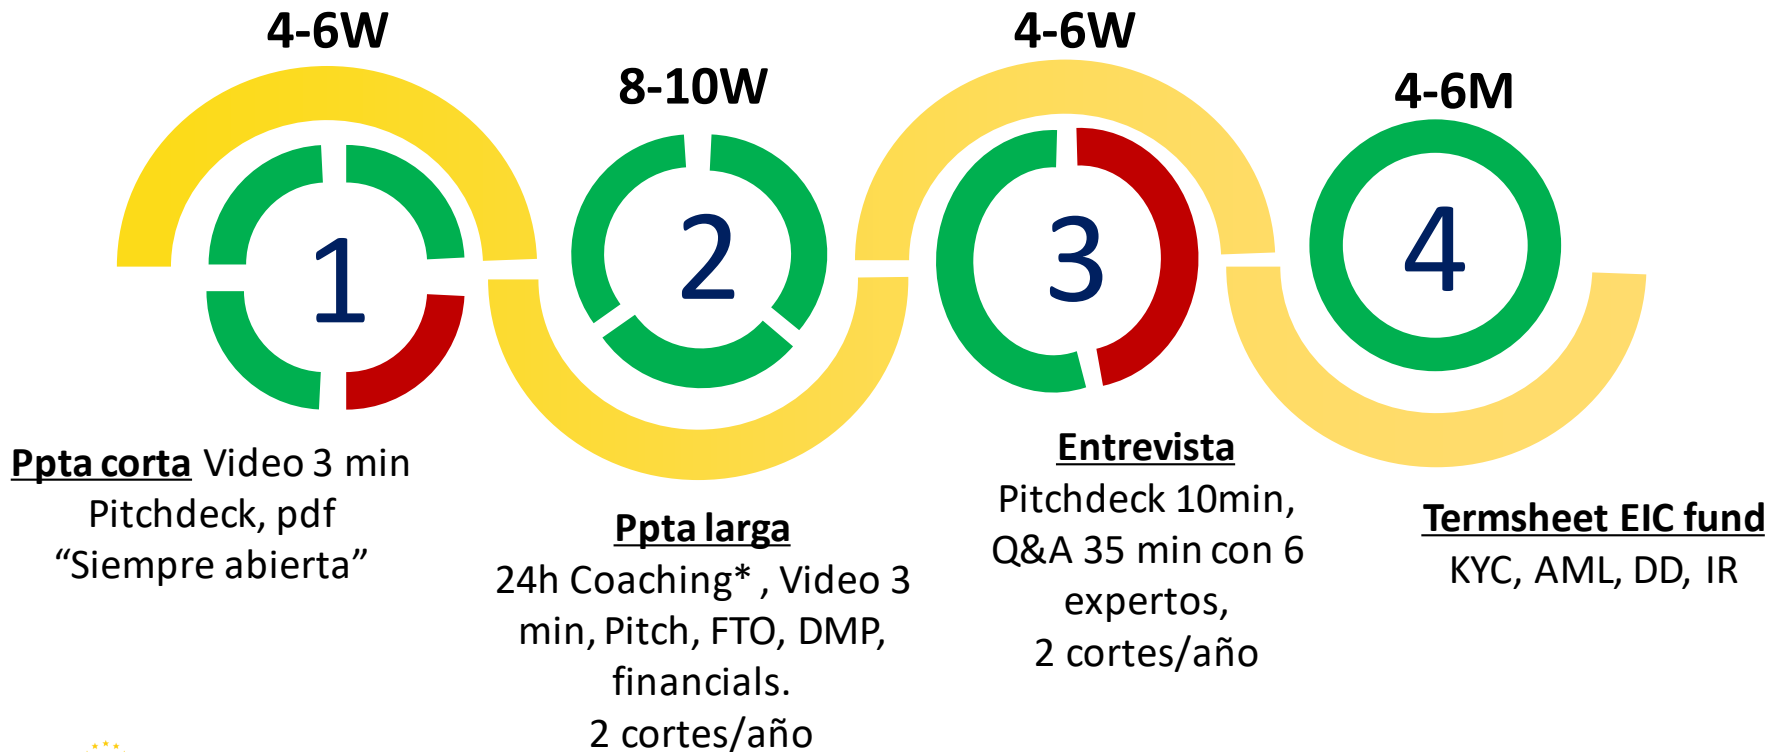 4-6W
1
Ppta corta Video 3 min
Pitchdeck, pdf
“Siempre abierta”
8-10W
2
Ppta larga
24h Coaching* , Video 3
min, Pitch, FTO, DMP,
financials.
2 cortes/año
4-6W
3
Entrevista
Pitchdeck 10min,
Q&A 35 min con 6
expertos,
2 cortes/año
4-6M
4
Termsheet EIC fund
KYC, AML, DD, IR